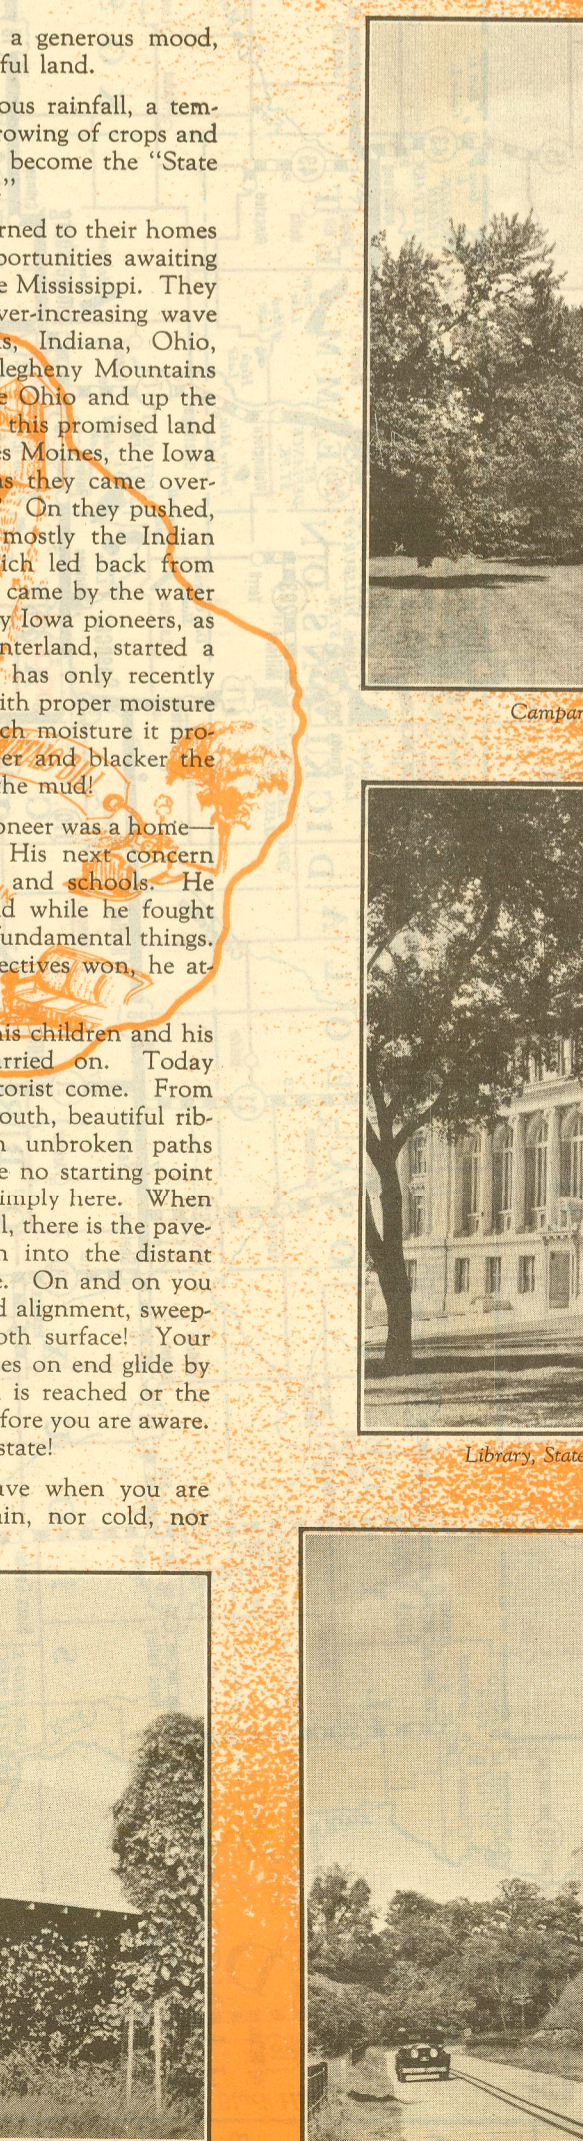 a generous mood,
ful land.
ous rainfall, a tem-
rowing of crops and
become the "State
"
rned to their homes
portunities awaiting
e Mississippi. They
ver-increasing wave
s, Indiana, Ohio,
legheny Mountains
e Ohio and up the
this promised land
es Moines, the Iowa
as they came over-
On they pushed,
mostly the Indian
ich led back from
came by the water
y Iowa pioneers, as
nterland, started a
has only recently
ith proper moisture
ch moisture it pro-
er and blacker the
he mud!
oneer was a home—
His next concern
and schools. He
d while he fought
fundamental things.
ectives won, he at-
his children and his
arried on. Today
torist come. From
outh, beautiful rib-
n unbroken paths
e no starting point
imply here. When
l, there is the pave-
n into the distant
e. On and on you
d alignment, sweep-
oth surface! Your
es on end glide by
is reached or the
fore you are aware.
state!
ave when you are
ain, nor cold, nor
Campan
Library, State